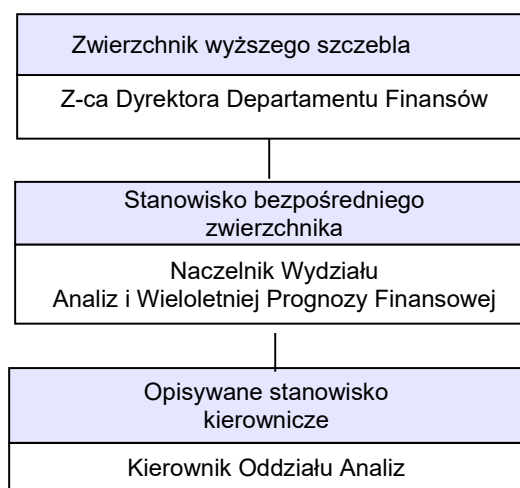 Zwierzchnik wyższego szczebla
Z-ca Dyrektora Departamentu Finansów
Stanowisko bezpośredniego
zwierzchnika
Naczelnik Wydziału
Analiz i Wieloletniej Prognozy Finansowej
Opisywane stanowisko
kierownicze
Kierownik Oddziału Analiz